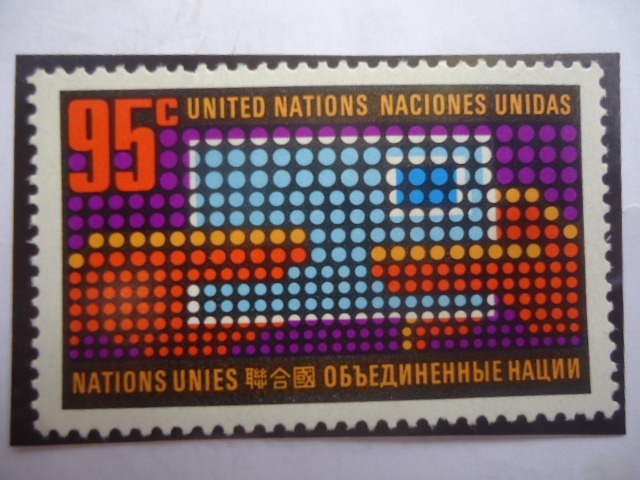 95c UNITED NATIONS NACIONES UNIDAS
NATIONS UNIES 聯合國 ОБЪЕДИНЕННЫЕ НАЦИИ